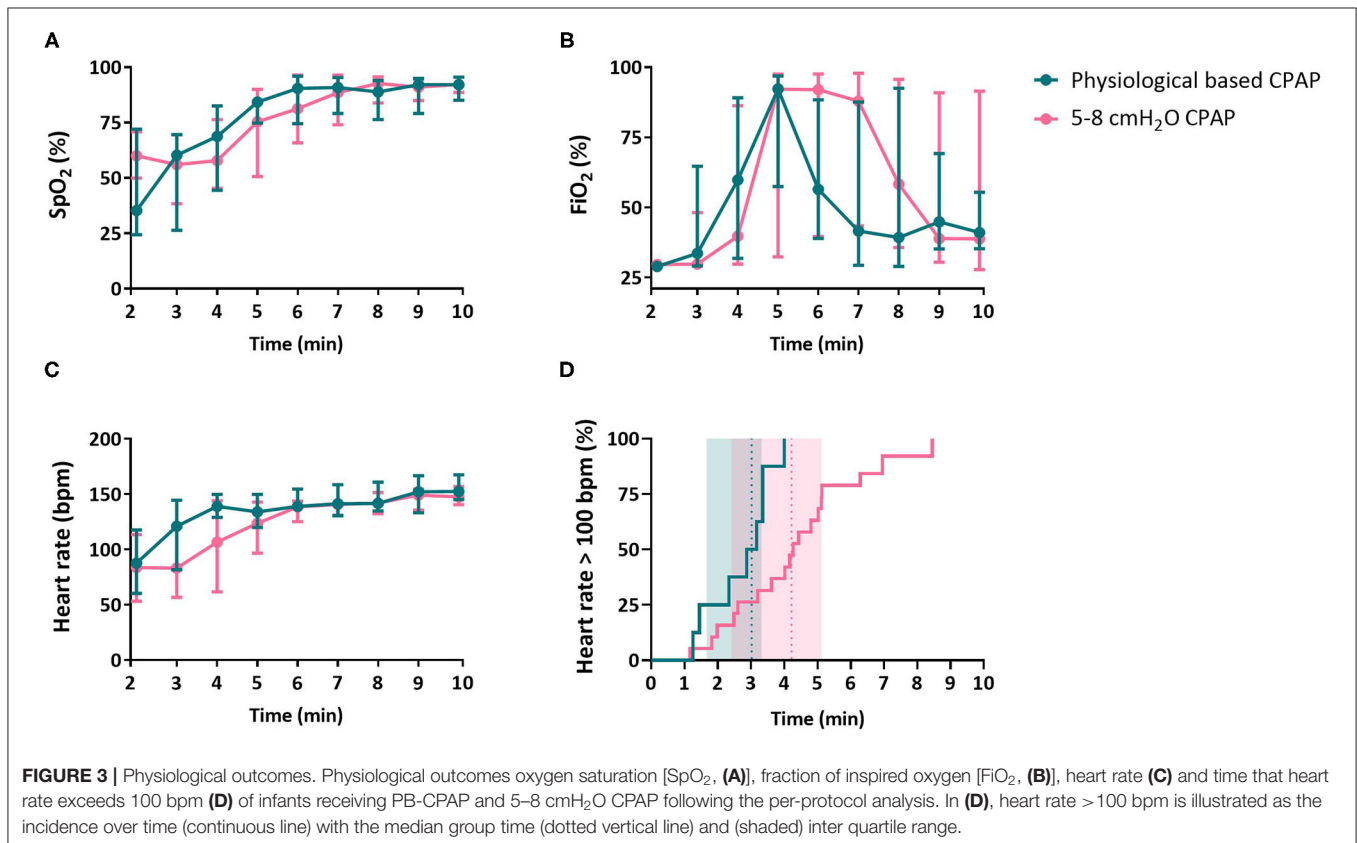 A
100
75
50
25
0
SpO₂ (%)
2 3 4 5 6 7 8 9 10
Time (min)
B
100
75
50
25
FiO₂ (%)
2 3 4 5 6 7 8 9 10
Time (min)
Physiological based CPAP
5-8 cmH₂O CPAP
C
200
150
100
50
0
Heart rate (bpm)
2 3 4 5 6 7 8 9 10
Time (min)
D
100
75
50
25
0
Heart rate > 100 bpm (%)
0 1 2 3 4 5 6 7 8 9 10
Time (min)
FIGURE 3 | Physiological outcomes. Physiological outcomes oxygen saturation [SpO₂, (A)], fraction of inspired oxygen [FiO₂, (B)], heart rate (C) and time that heart
rate exceeds 100 bpm (D) of infants receiving PB-CPAP and 5–8 cmH₂O CPAP following the per-protocol analysis. In (D), heart rate >100 bpm is illustrated as the
incidence over time (continuous line) with the median group time (dotted vertical line) and (shaded) inter quartile range.